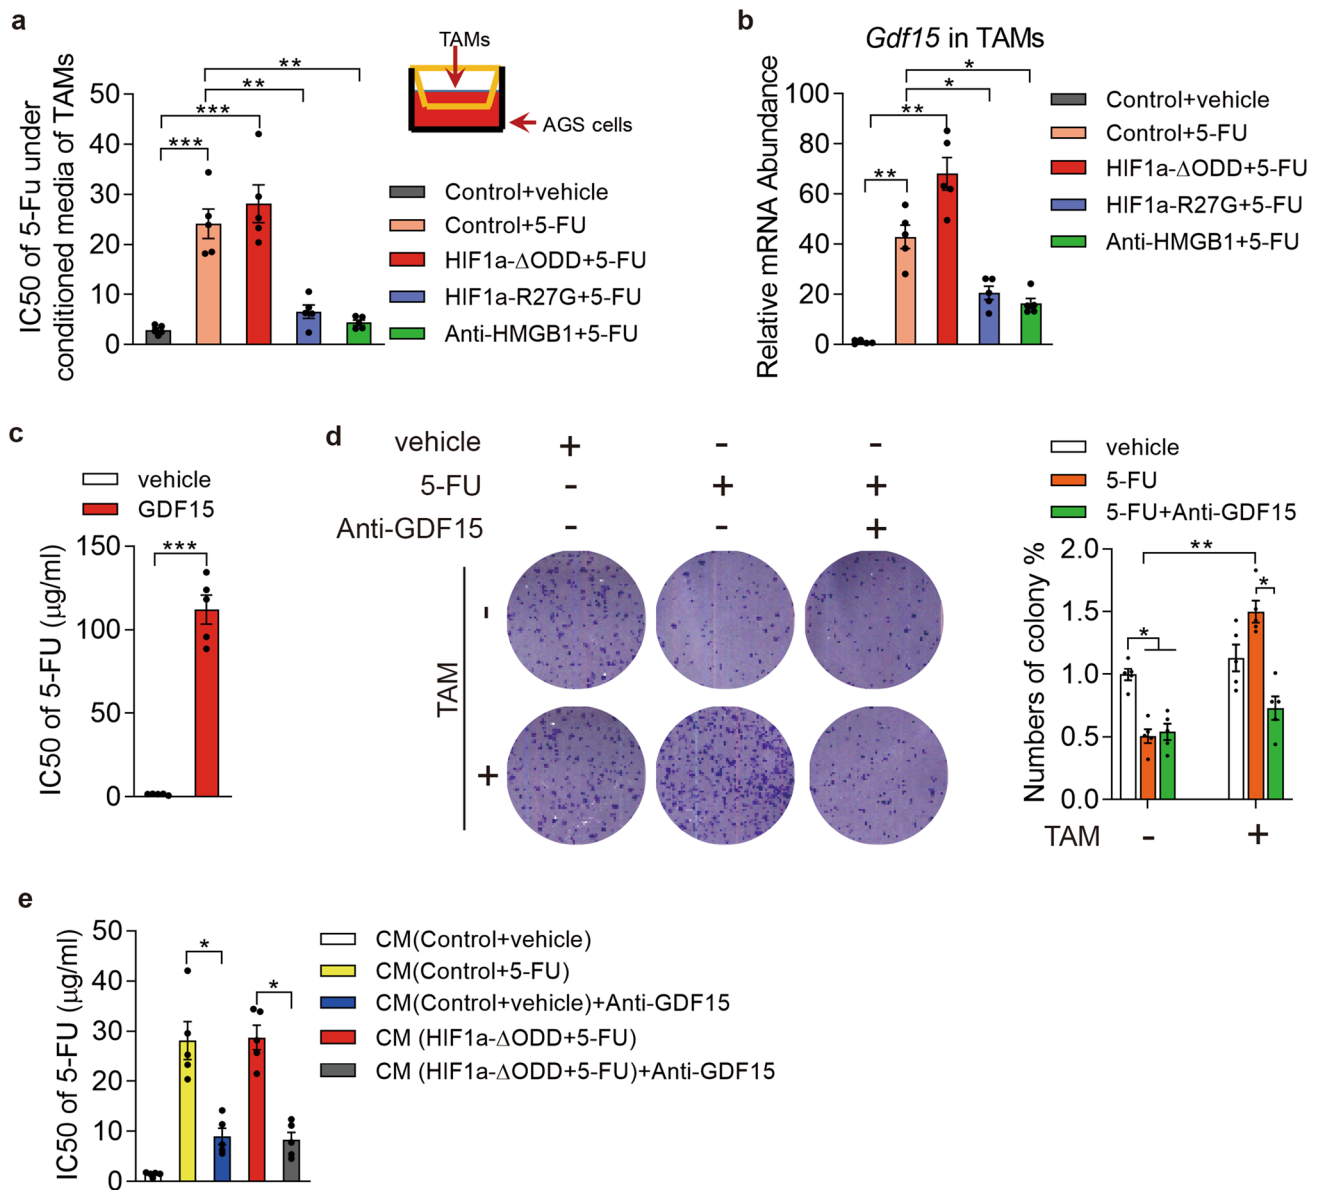 a
IC50 of 5-Fu under
conditioned media of TAMs
50
40
30
20
10
0
***
***
**
**
TAMs
AGS cells
Control+vehicle
Control+5-FU
HIF1a-ΔODD+5-FU
HIF1a-R27G+5-FU
Anti-HMGB1+5-FU
b
Gdf15 in TAMs
Relative mRNA Abundance
100
80
60
40
20
0
**
**
*
*
Control+vehicle
Control+5-FU
HIF1a-ΔODD+5-FU
HIF1a-R27G+5-FU
Anti-HMGB1+5-FU
c
vehicle
GDF15
IC50 of 5-FU (µg/ml)
150
100
50
0
***
d
vehicle + - -
5-FU - + +
Anti-GDF15 - - +
TAM
-
+
vehicle
5-FU
5-FU+Anti-GDF15
Numbers of colony %
2.0
1.5
1.0
0.5
0.0
*
**
*
TAM - +
e
IC50 of 5-FU (µg/ml)
50
40
30
20
10
0
*
*
CM(Control+vehicle)
CM(Control+5-FU)
CM(Control+vehicle)+Anti-GDF15
CM (HIF1a-ΔODD+5-FU)
CM (HIF1a-ΔODD+5-FU)+Anti-GDF15